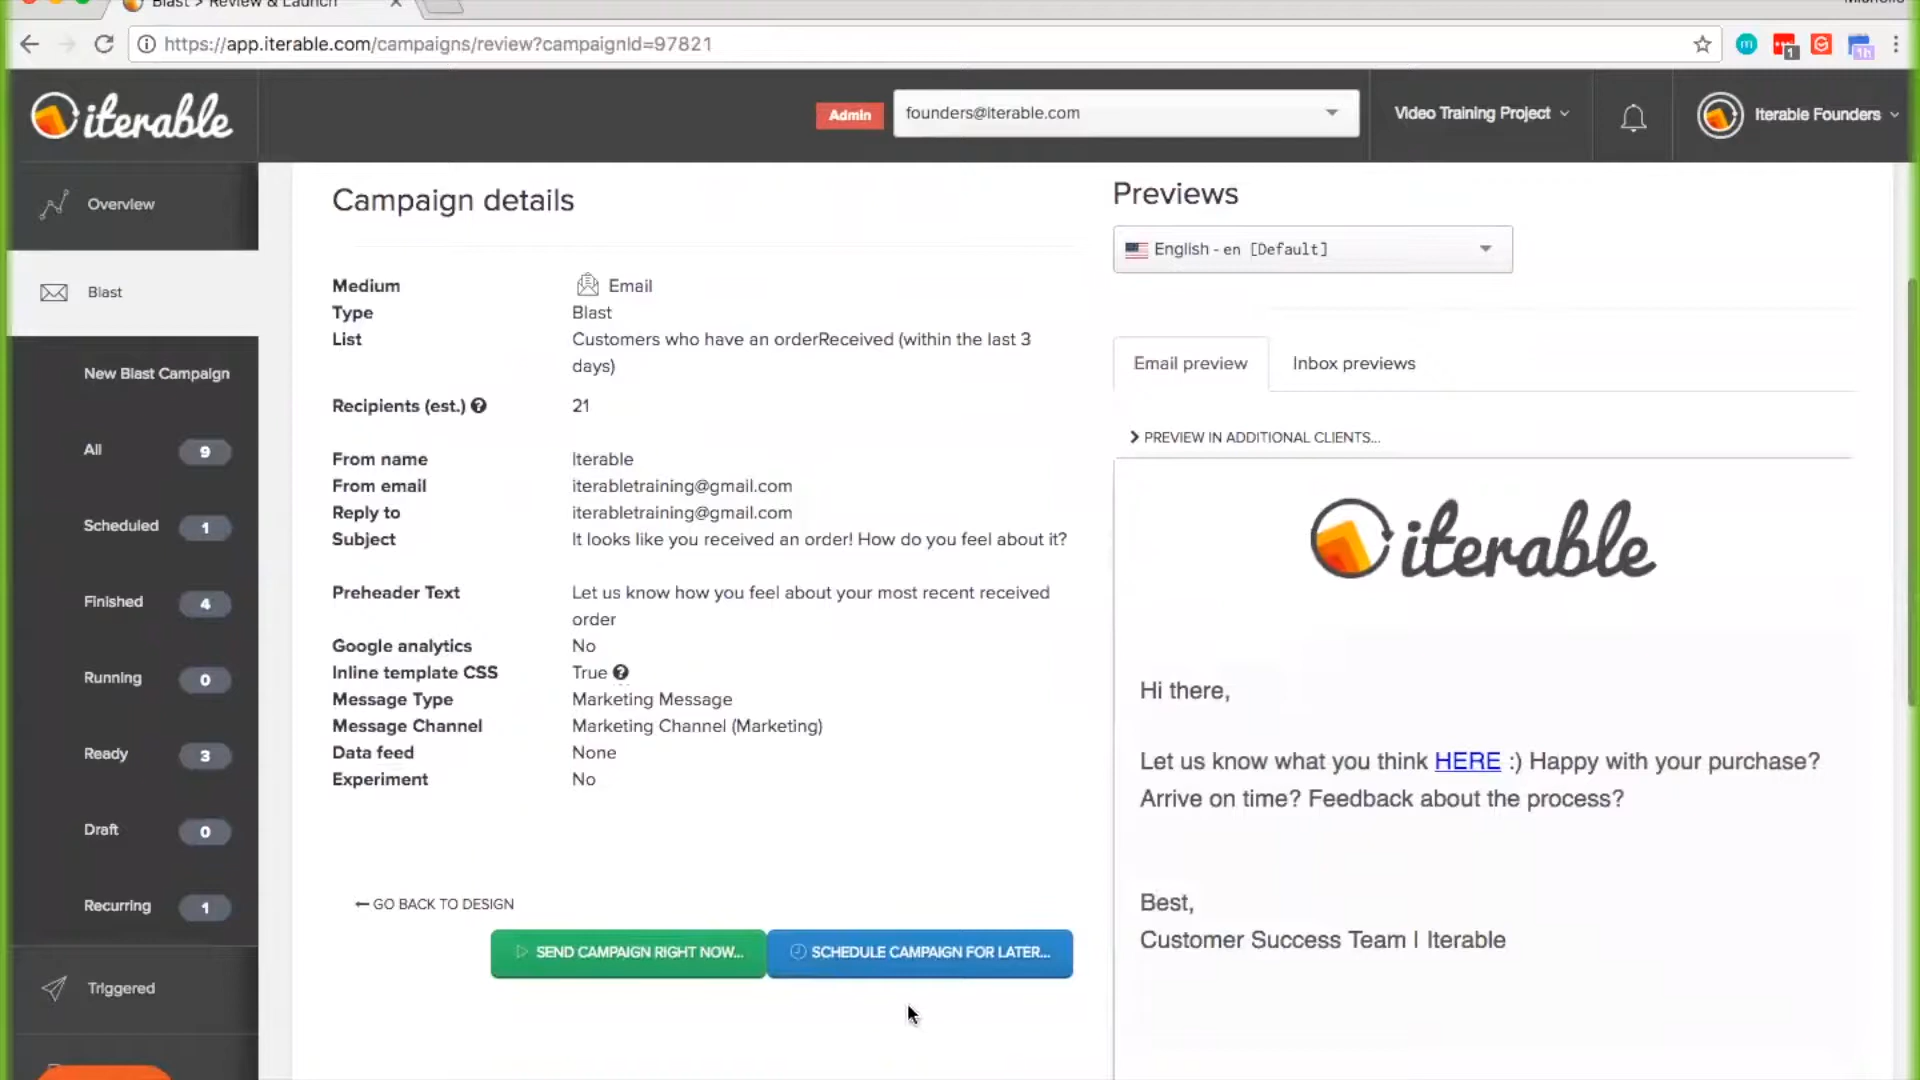 Blast > Review & Launch
https://app.iterable.com/campaigns/review?campaignId=97821
m
1
1h
iterable
Admin
founders@iterable.com
Video Training Project
Iterable Founders
Overview
Blast
New Blast Campaign
All 9
Scheduled 1
Finished 4
Running 0
Ready 3
Draft 0
Recurring 1
Triggered
Campaign details
Medium Email
Type Blast
List Customers who have an orderReceived (within the last 3
days)
Recipients (est.) ? 21
From name Iterable
From email iterabletraining@gmail.com
Reply to iterabletraining@gmail.com
Subject It looks like you received an order! How do you feel about it?
Preheader Text Let us know how you feel about your most recent received
order
Google analytics No
Inline template CSS True ?
Message Type Marketing Message
Message Channel Marketing Channel (Marketing)
Data feed None
Experiment No
GO BACK TO DESIGN
SEND CAMPAIGN RIGHT NOW...
SCHEDULE CAMPAIGN FOR LATER...
Previews
English - en [Default]
Email preview
Inbox previews
PREVIEW IN ADDITIONAL CLIENTS...
iterable
Hi there,
Let us know what you think HERE :) Happy with your purchase?
Arrive on time? Feedback about the process?
Best,
Customer Success Team | Iterable